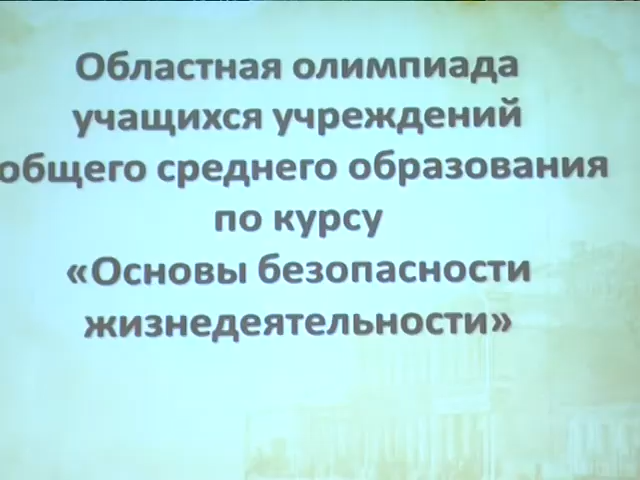 Областная олимпиада
учащихся учреждений
общего среднего образования
по курсу
«Основы безопасности
жизнедеятельности»